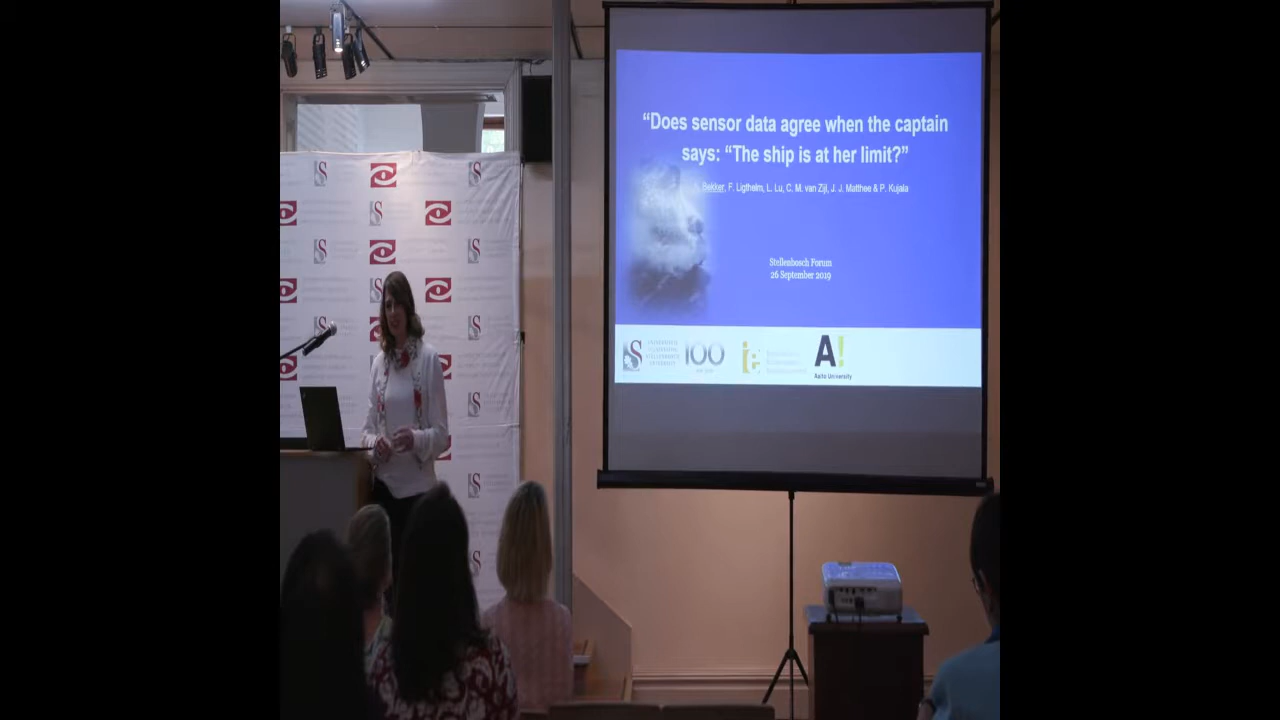 “Does sensor data agree when the captain
says: “The ship is at her limit?”
Bekker, F. Ligthelm, L. Lu, C. M. van Zijl, J. J. Matthee & P. Kujala
Stellenbosch Forum
26 September 2019
100
A!
Aalto University